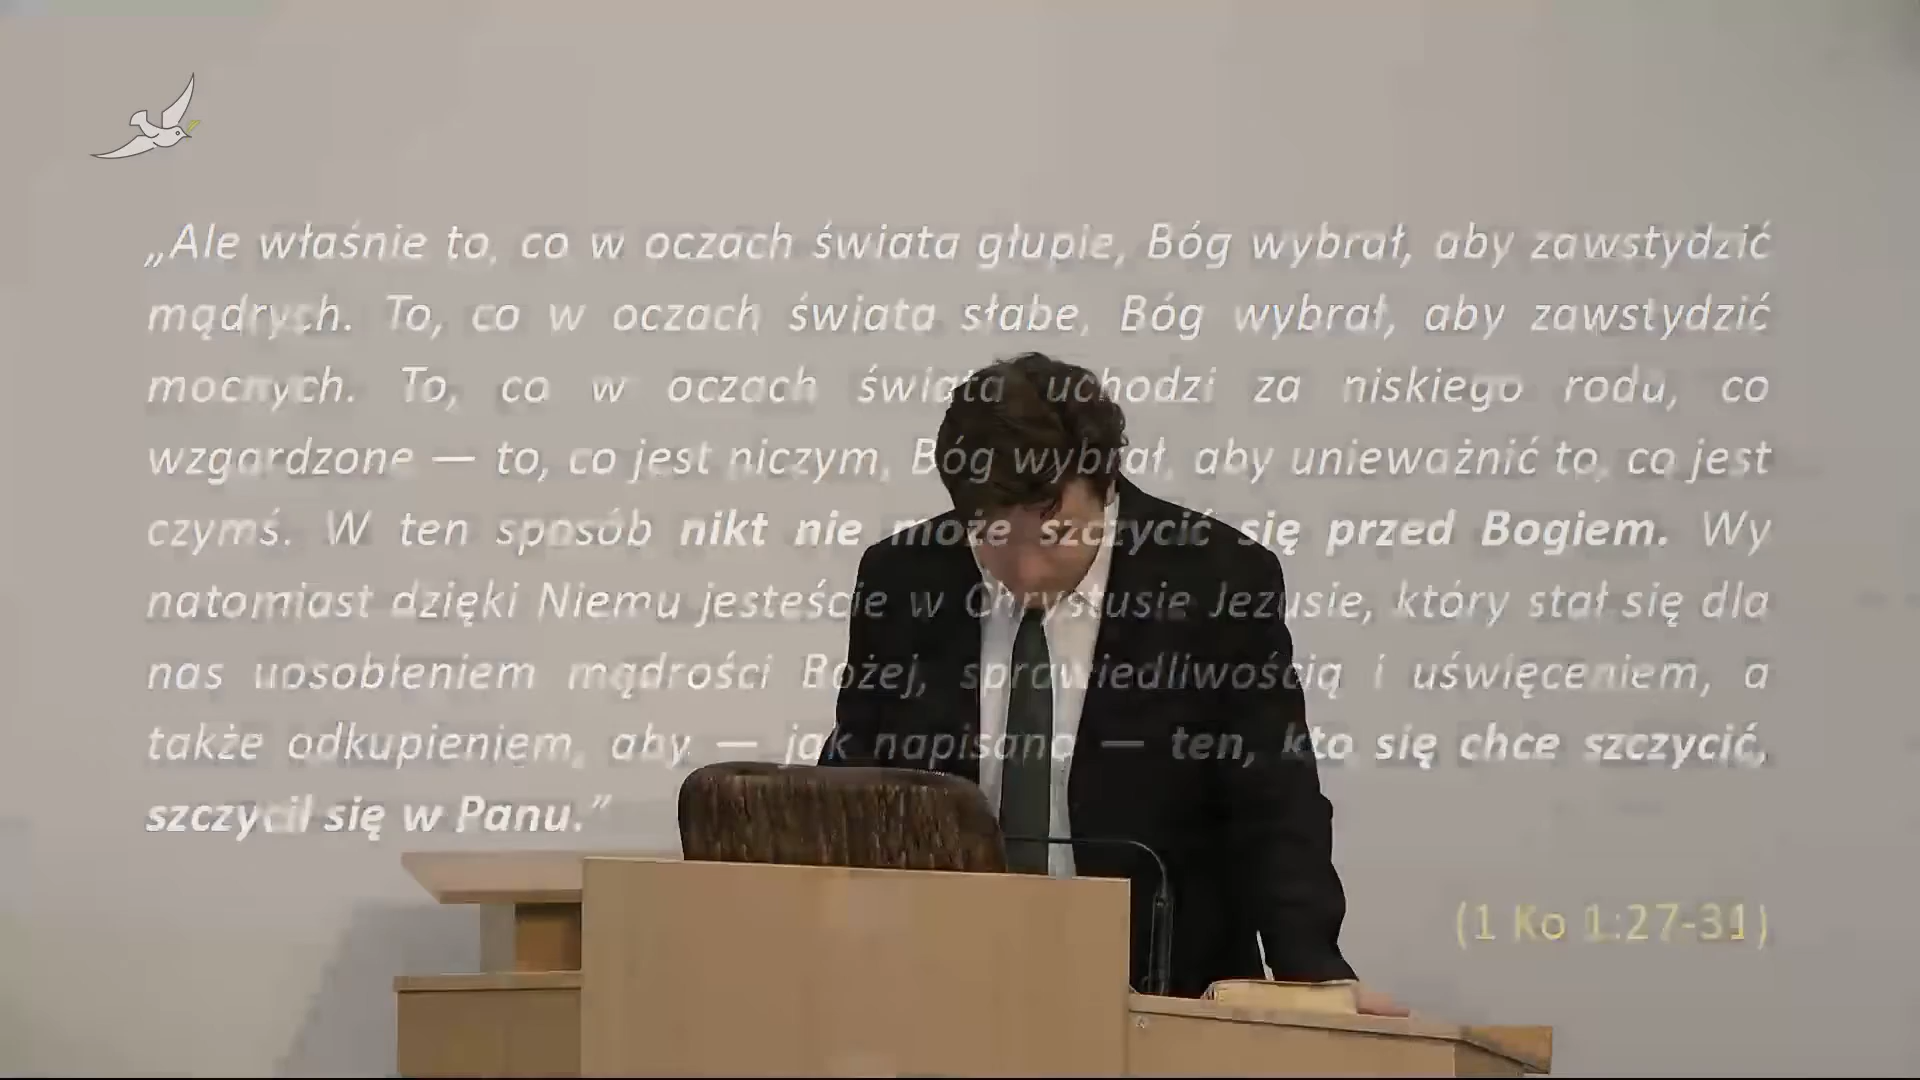 „Ale właśnie to, co w oczach świata głupie, Bóg wybrał, aby zawstydzić
mądrych. To, co w oczach świata słabe, Bóg wybrał, aby zawstydzić
mocnych. To, co w oczach świata uchodzi za niskiego rodu, co
wzgardzone — to, co jest niczym, Bóg wybrał, aby unieważnić to, co jest
czymś. W ten sposób nikt nie może szczycić się przed Bogiem. Wy
natomiast dzięki Niemu jesteście w Chrystusie Jezusie, który stał się dla
nas uosobieniem mądrości Bożej, sprawiedliwością i uświęceniem, a
także odkupieniem, aby — jak napisano — ten, kto się chce szczycić,
szczycił się w Panu.”
(1 Ko 1:27-31)